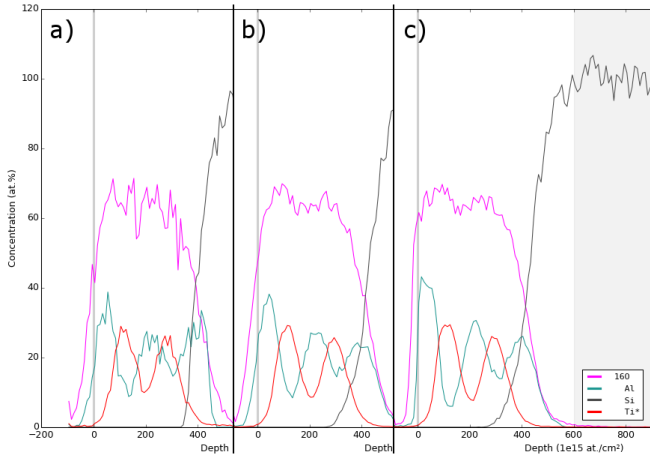 a) b) c)
120
100
80
60
40
20
0
Concentration (at.%)
−200 0 200 400 0 200 400 0 200 400 600 800
Depth Depth Depth (1e15 at./cm²)
16O
Al
Si
Ti*